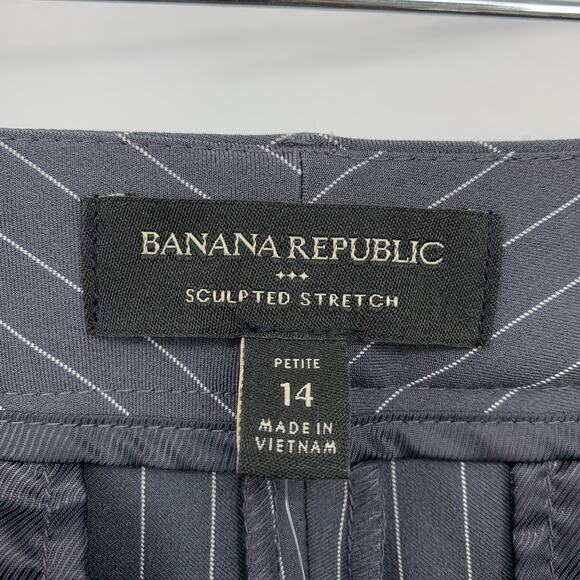 BANANA REPUBLIC
SCULPTED STRETCH
PETITE
14
MADE IN
VIETNAM